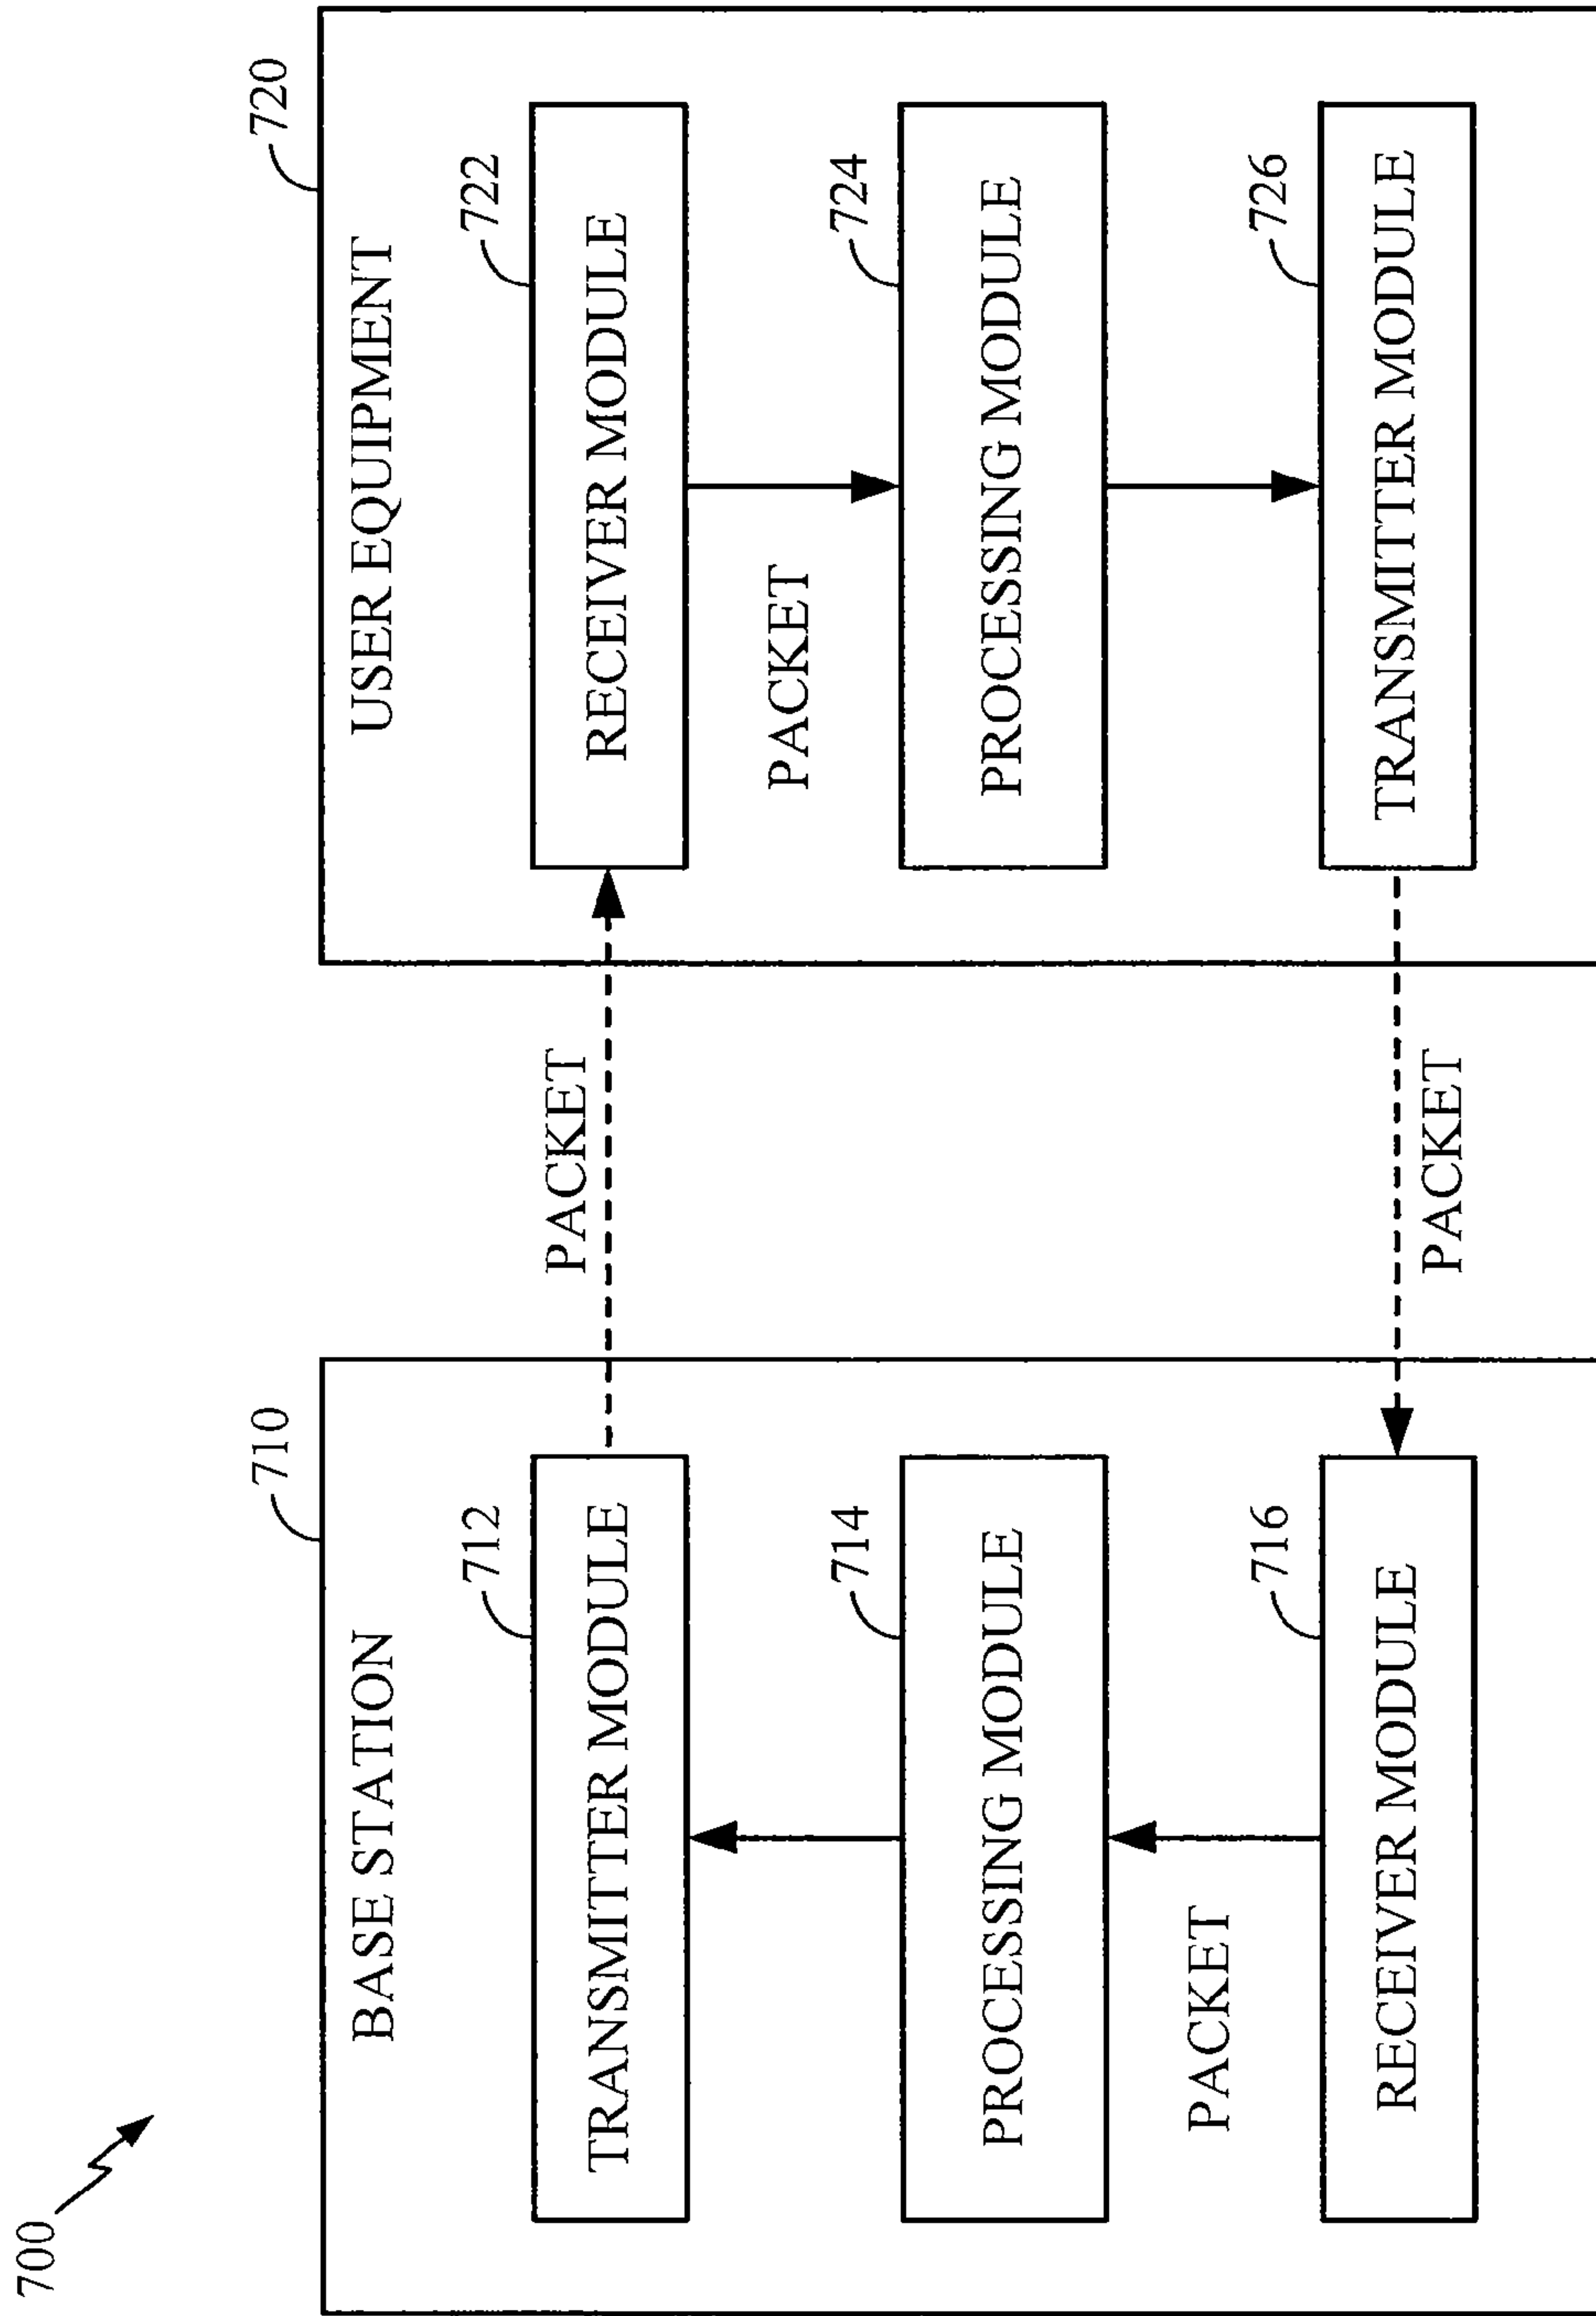 700
710
BASE STATION
712
TRANSMITTER MODULE
714
PROCESSING MODULE
PACKET
716
RECEIVER MODULE
PACKET
PACKET
720
USER EQUIPMENT
722
RECEIVER MODULE
PACKET
724
PROCESSING MODULE
726
TRANSMITTER MODULE